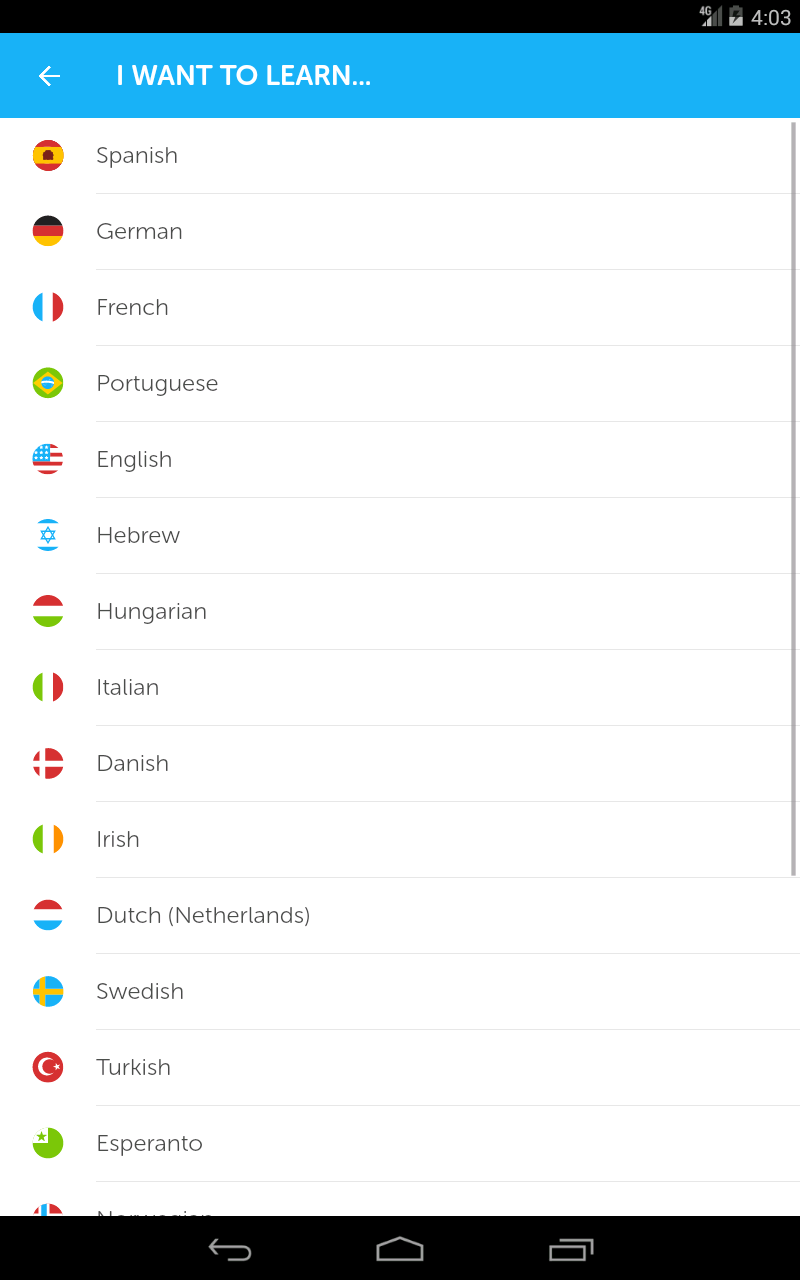 4G 4:03
I WANT TO LEARN...
Spanish
German
French
Portuguese
English
Hebrew
Hungarian
Italian
Danish
Irish
Dutch (Netherlands)
Swedish
Turkish
Esperanto
Norwegian